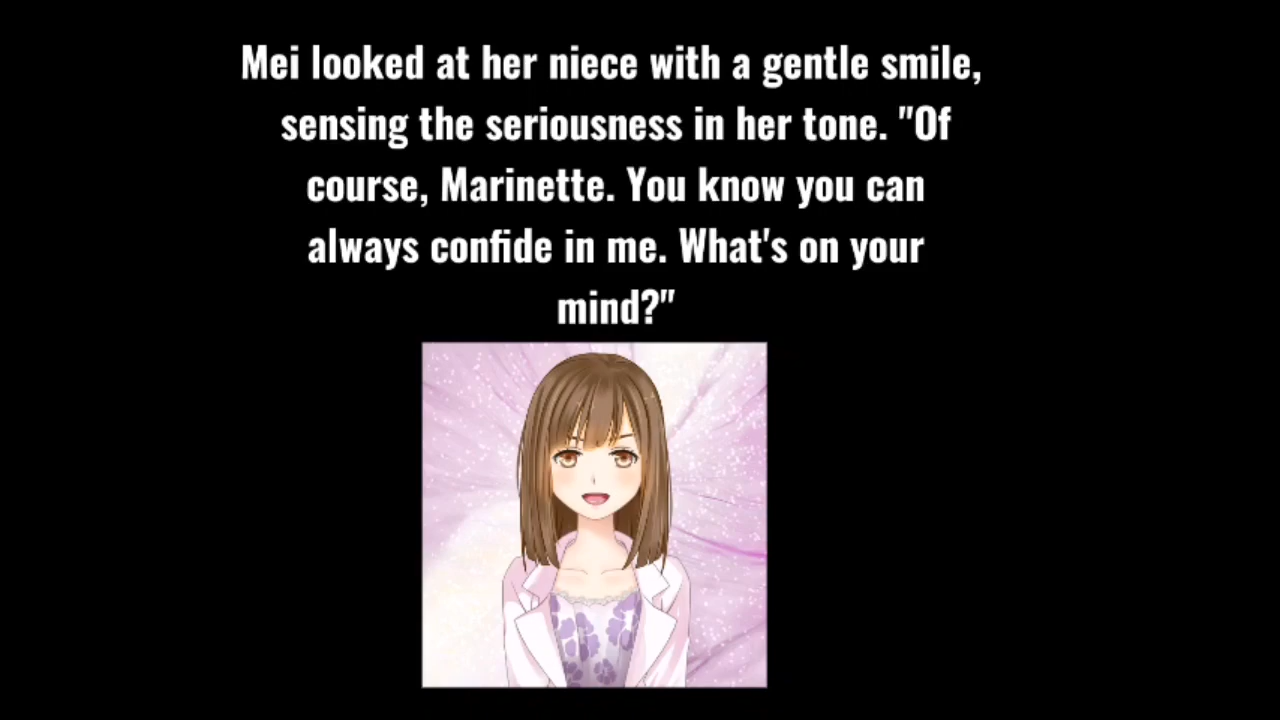 Mei looked at her niece with a gentle smile,
sensing the seriousness in her tone. "Of
course, Marinette. You know you can
always confide in me. What's on your
mind?"